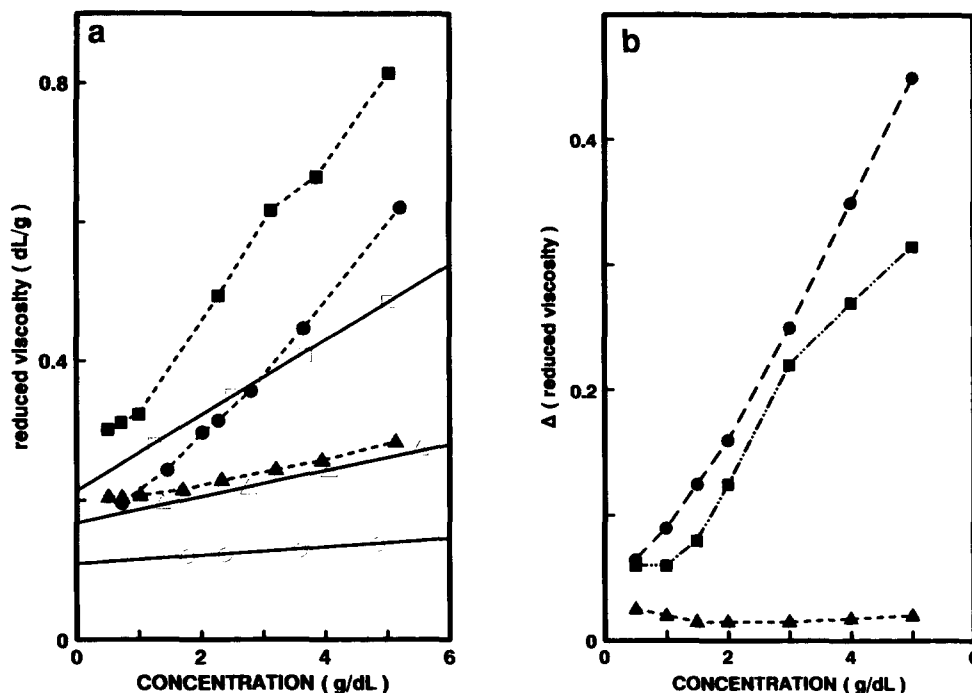 a
0.8
0.4
0
0
2
4
6
reduced viscosity ( dL/g )
CONCENTRATION ( g/dL )
b
0.4
0.2
0
0
2
4
6
Δ ( reduced viscosity )
CONCENTRATION ( g/dL )